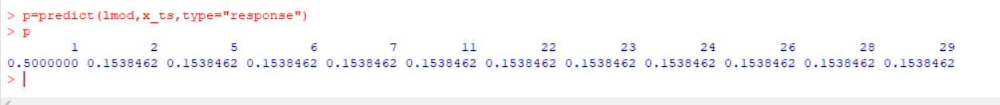 > p=predict(lmod,x_ts,type="response")
> p
1 2 5 6 7 11 22 23 24 26 28 29
0.5000000 0.1538462 0.1538462 0.1538462 0.1538462 0.1538462 0.1538462 0.1538462 0.1538462 0.1538462 0.1538462 0.1538462
>